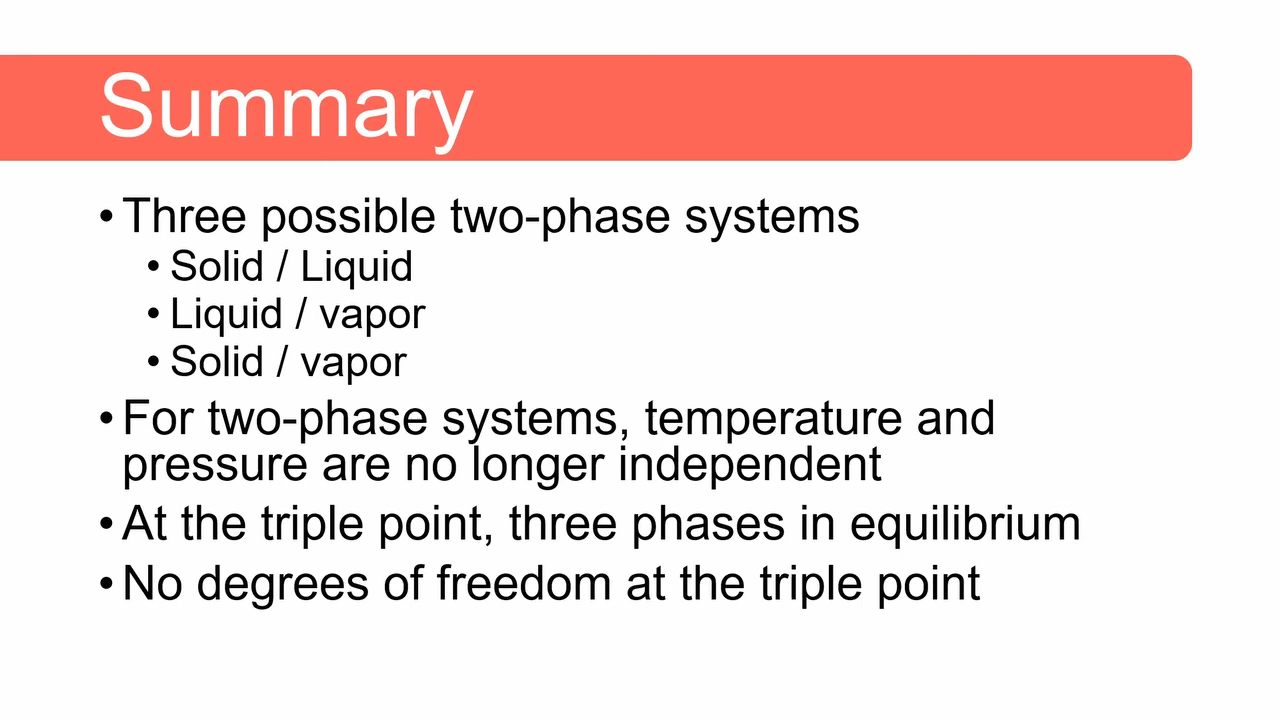 Summary
• Three possible two-phase systems
• Solid / Liquid
• Liquid / vapor
• Solid / vapor
• For two-phase systems, temperature and
pressure are no longer independent
• At the triple point, three phases in equilibrium
• No degrees of freedom at the triple point